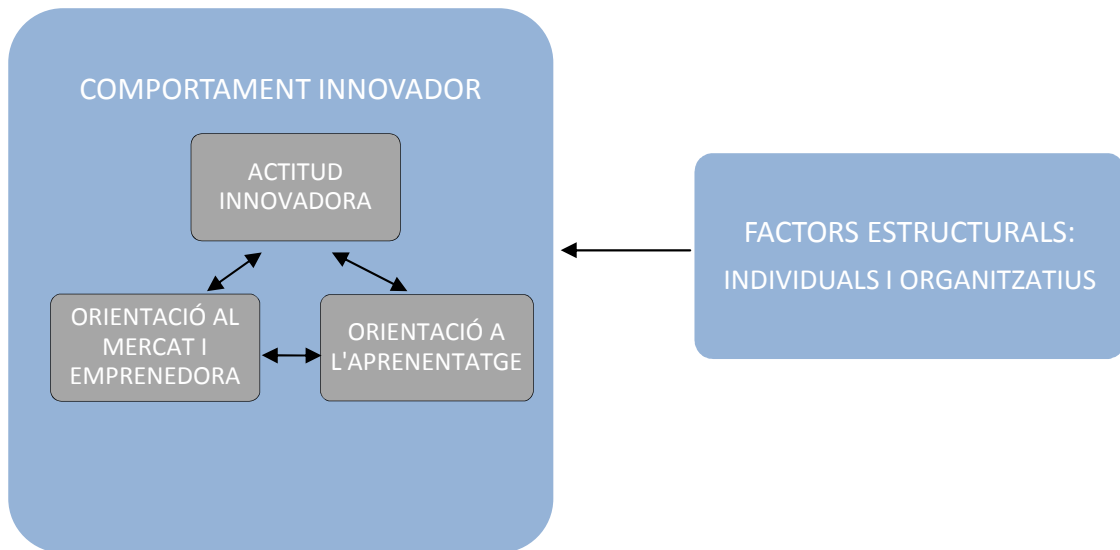 COMPORTAMENT INNOVADOR
ACTITUD
INNOVADORA
ORIENTACIÓ AL
MERCAT I
EMPRENEDORA
ORIENTACIÓ A
L'APRENENTATGE
FACTORS ESTRUCTURALS:
INDIVIDUALS I ORGANITZATIUS